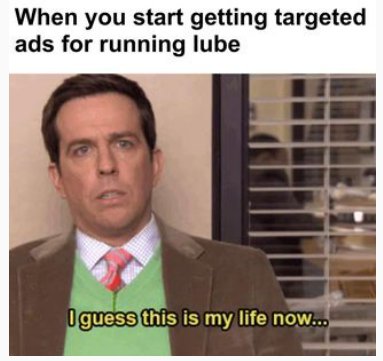 When you start getting targeted
ads for running lube
I guess this is my life now...